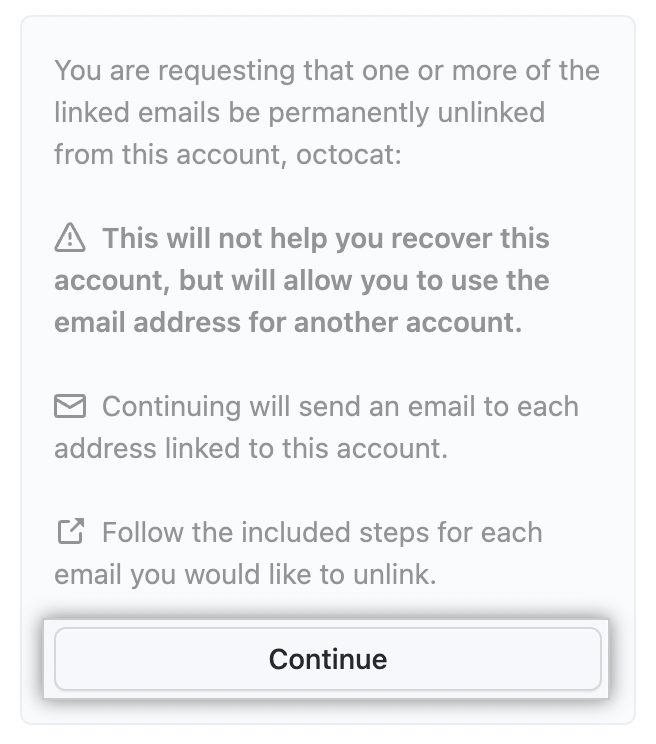 You are requesting that one or more of the
linked emails be permanently unlinked
from this account, octocat:
This will not help you recover this
account, but will allow you to use the
email address for another account.
Continuing will send an email to each
address linked to this account.
Follow the included steps for each
email you would like to unlink.
Continue